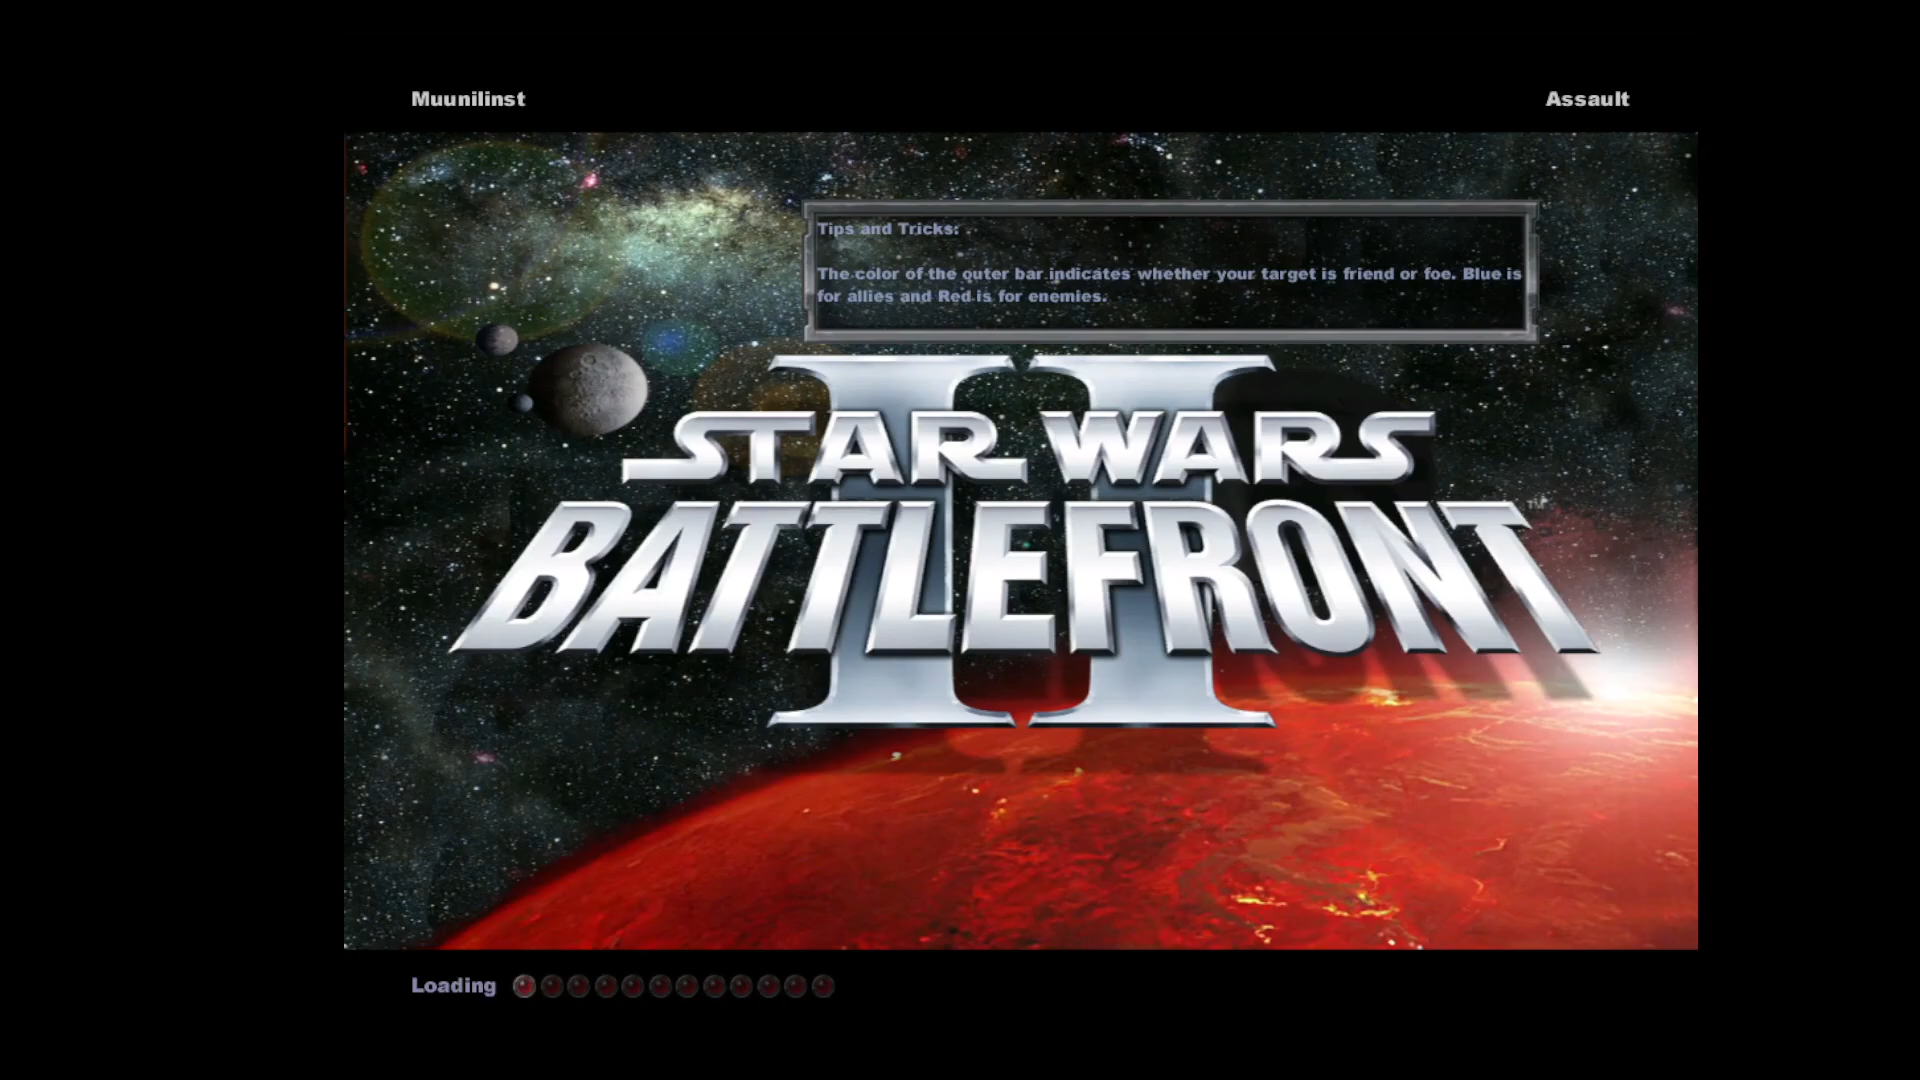 Muunilinst
Assault
Tips and Tricks:
The color of the outer bar indicates whether your target is friend or foe. Blue is
for allies and Red is for enemies.
II
STAR WARS
BATTLEFRONT™
Loading